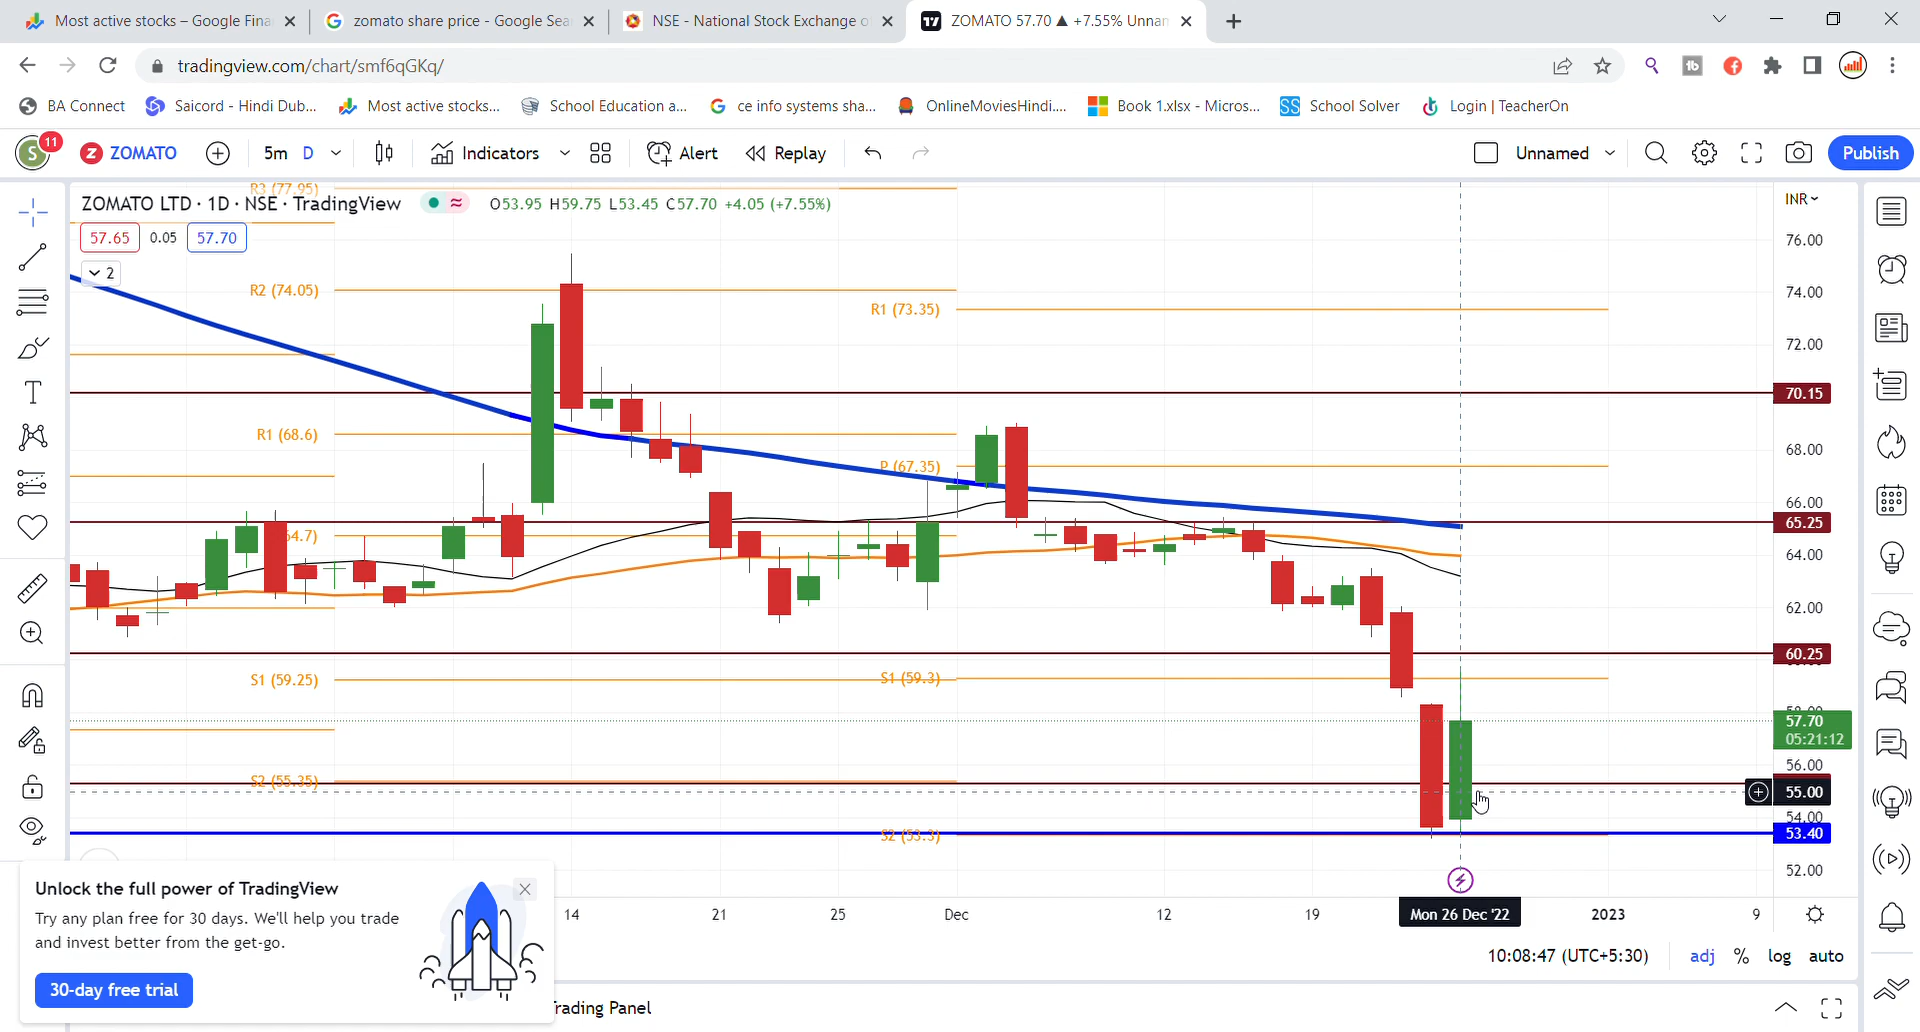 Most active stocks – Google Fina
zomato share price - Google Sea
NSE - National Stock Exchange o
ZOMATO 57.70 ▲ +7.55% Unnam
tradingview.com/chart/smf6qGKq/
BA Connect
Saicord - Hindi Dub...
Most active stocks...
School Education a...
ce info systems sha...
OnlineMoviesHindi....
Book 1.xlsx - Micros...
School Solver
Login | TeacherOn
S
11
ZOMATO
5m
D
Indicators
Alert
Replay
Unnamed
Publish
R3 (77.95)
ZOMATO LTD · 1D · NSE · TradingView
O53.95 H59.75 L53.45 C57.70 +4.05 (+7.55%)
INR
57.65
0.05
57.70
2
76.00
R2 (74.05)
74.00
R1 (73.35)
72.00
70.15
R1 (68.6)
68.00
P (67.35)
66.00
65.25
64.7)
64.00
62.00
60.25
S1 (59.25)
S1 (59.3)
58.00
57.70
05:21:12
56.00
S2 (55.35)
55.00
54.00
S2 (53.3)
53.40
52.00
14
21
25
Dec
12
19
Mon 26 Dec '22
2023
9
10:08:47 (UTC+5:30)
adj
%
log
auto
Unlock the full power of TradingView
Try any plan free for 30 days. We'll help you trade
and invest better from the get-go.
30-day free trial
Trading Panel